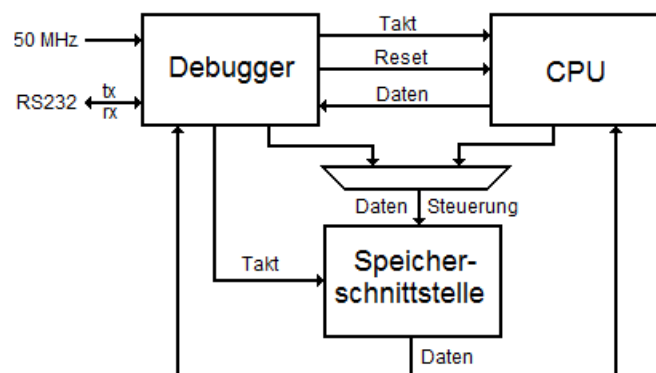 Takt
50 MHz
Debugger
Reset
CPU
RS232
tx
rx
Daten
Daten
Steuerung
Takt
Speicher-
schnittstelle
Daten